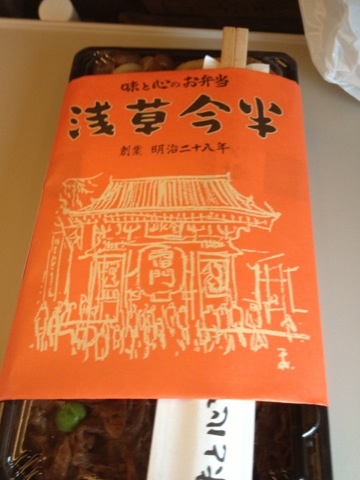 味と心のお弁当
浅草今半
創業 明治二十八年
雷門